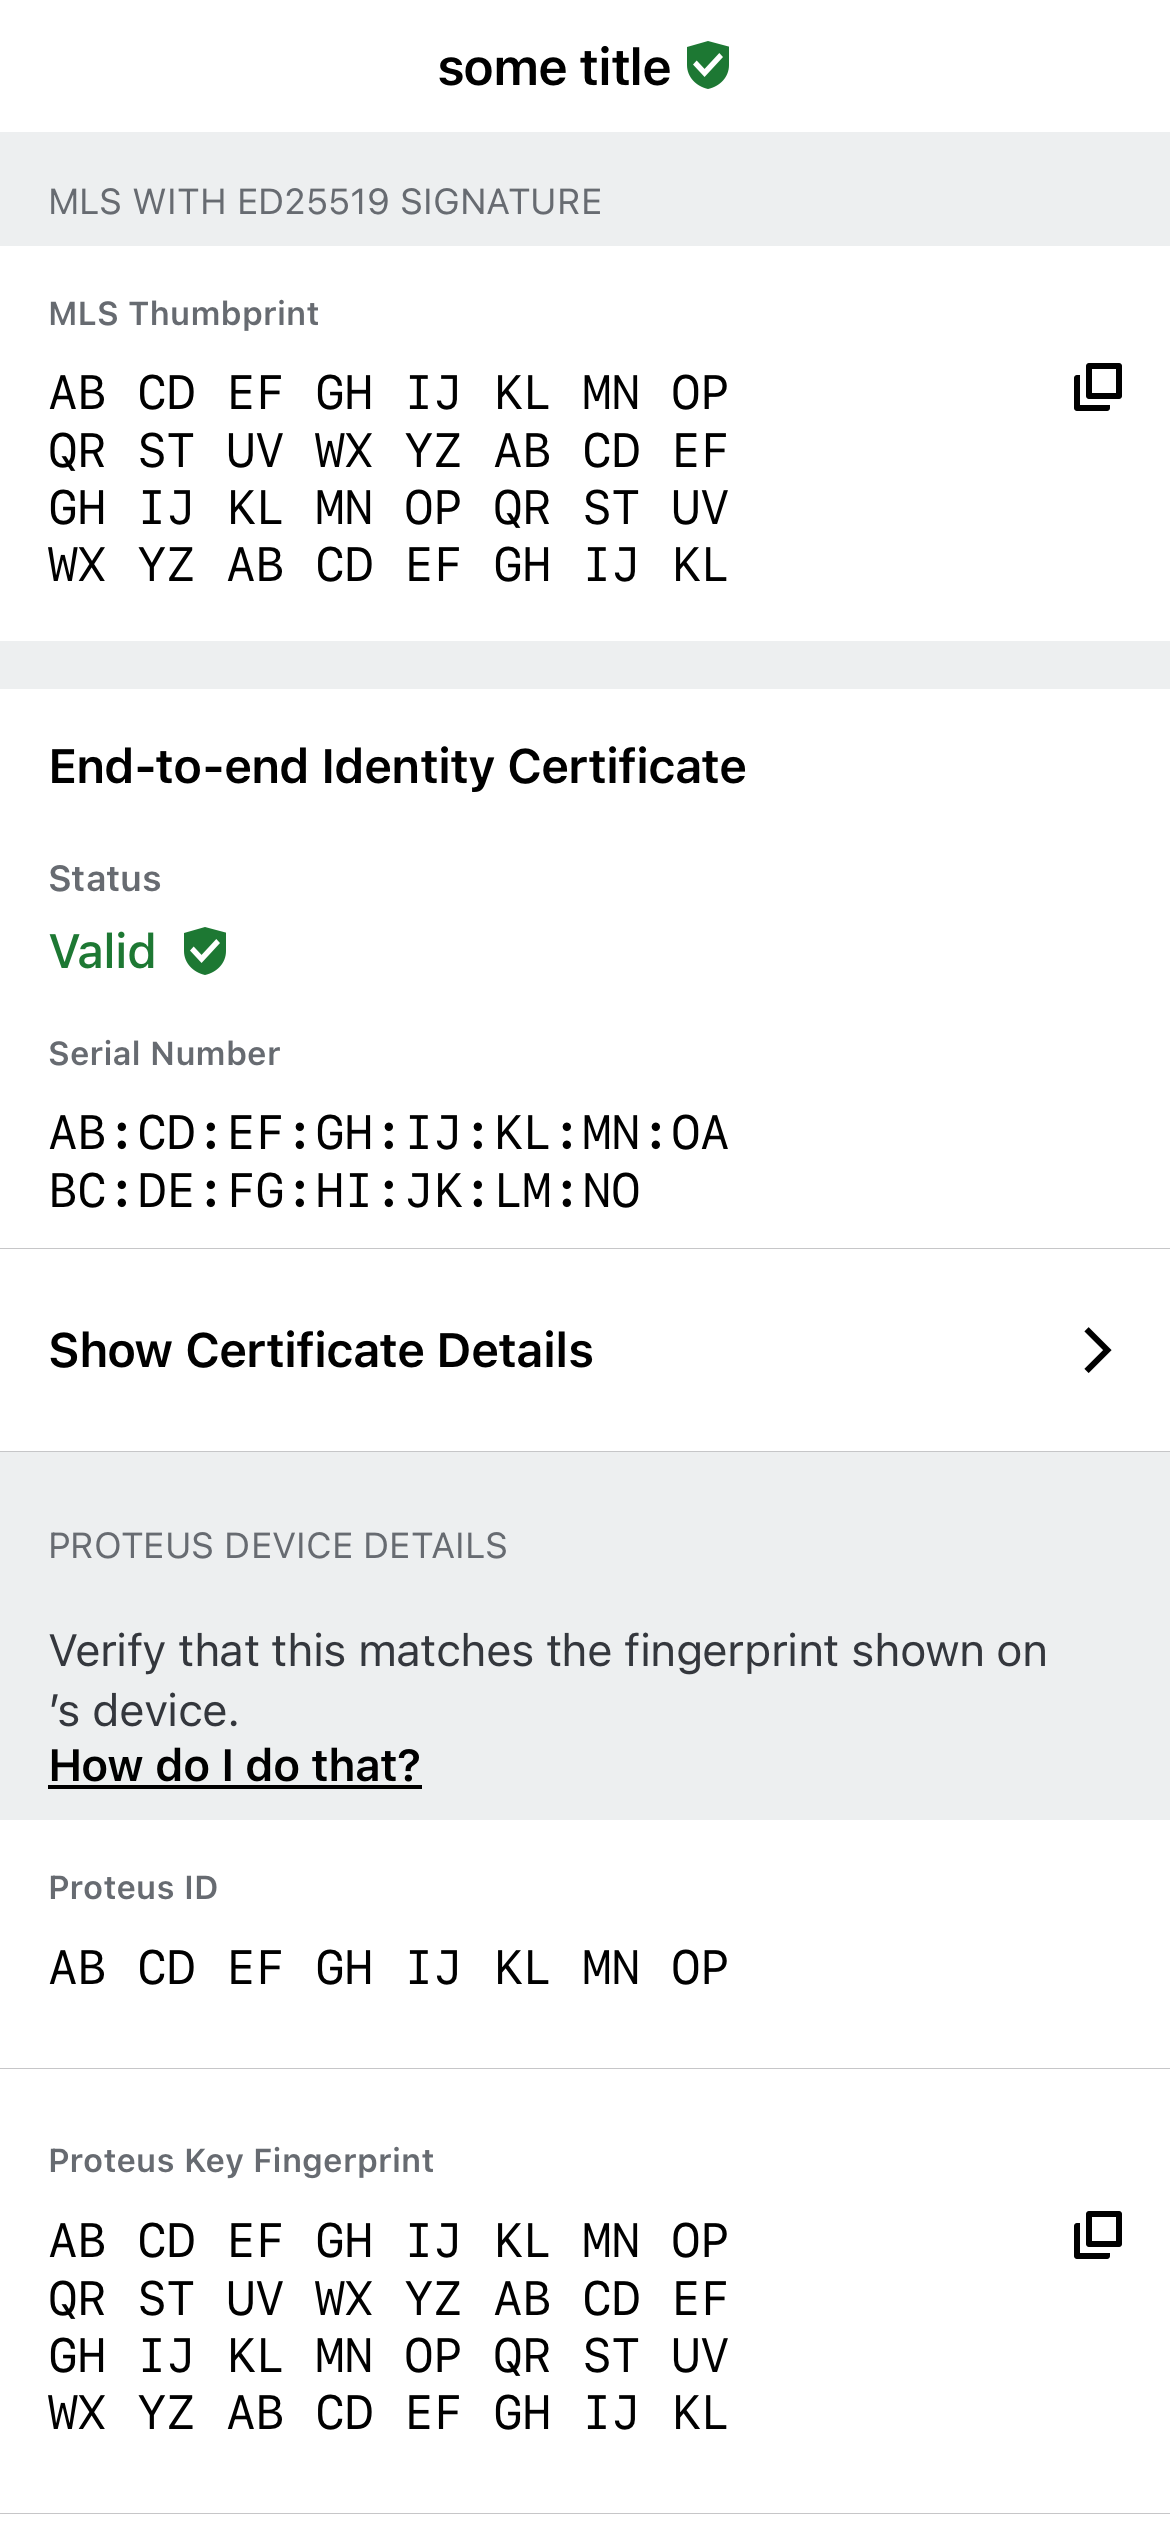 some title
MLS WITH ED25519 SIGNATURE
MLS Thumbprint
AB CD EF GH IJ KL MN OP
QR ST UV WX YZ AB CD EF
GH IJ KL MN OP QR ST UV
WX YZ AB CD EF GH IJ KL
End-to-end Identity Certificate
Status
Valid
Serial Number
AB:CD:EF:GH:IJ:KL:MN:OA
BC:DE:FG:HI:JK:LM:NO
Show Certificate Details
PROTEUS DEVICE DETAILS
Verify that this matches the fingerprint shown on
’s device.
How do I do that?
Proteus ID
AB CD EF GH IJ KL MN OP
Proteus Key Fingerprint
AB CD EF GH IJ KL MN OP
QR ST UV WX YZ AB CD EF
GH IJ KL MN OP QR ST UV
WX YZ AB CD EF GH IJ KL